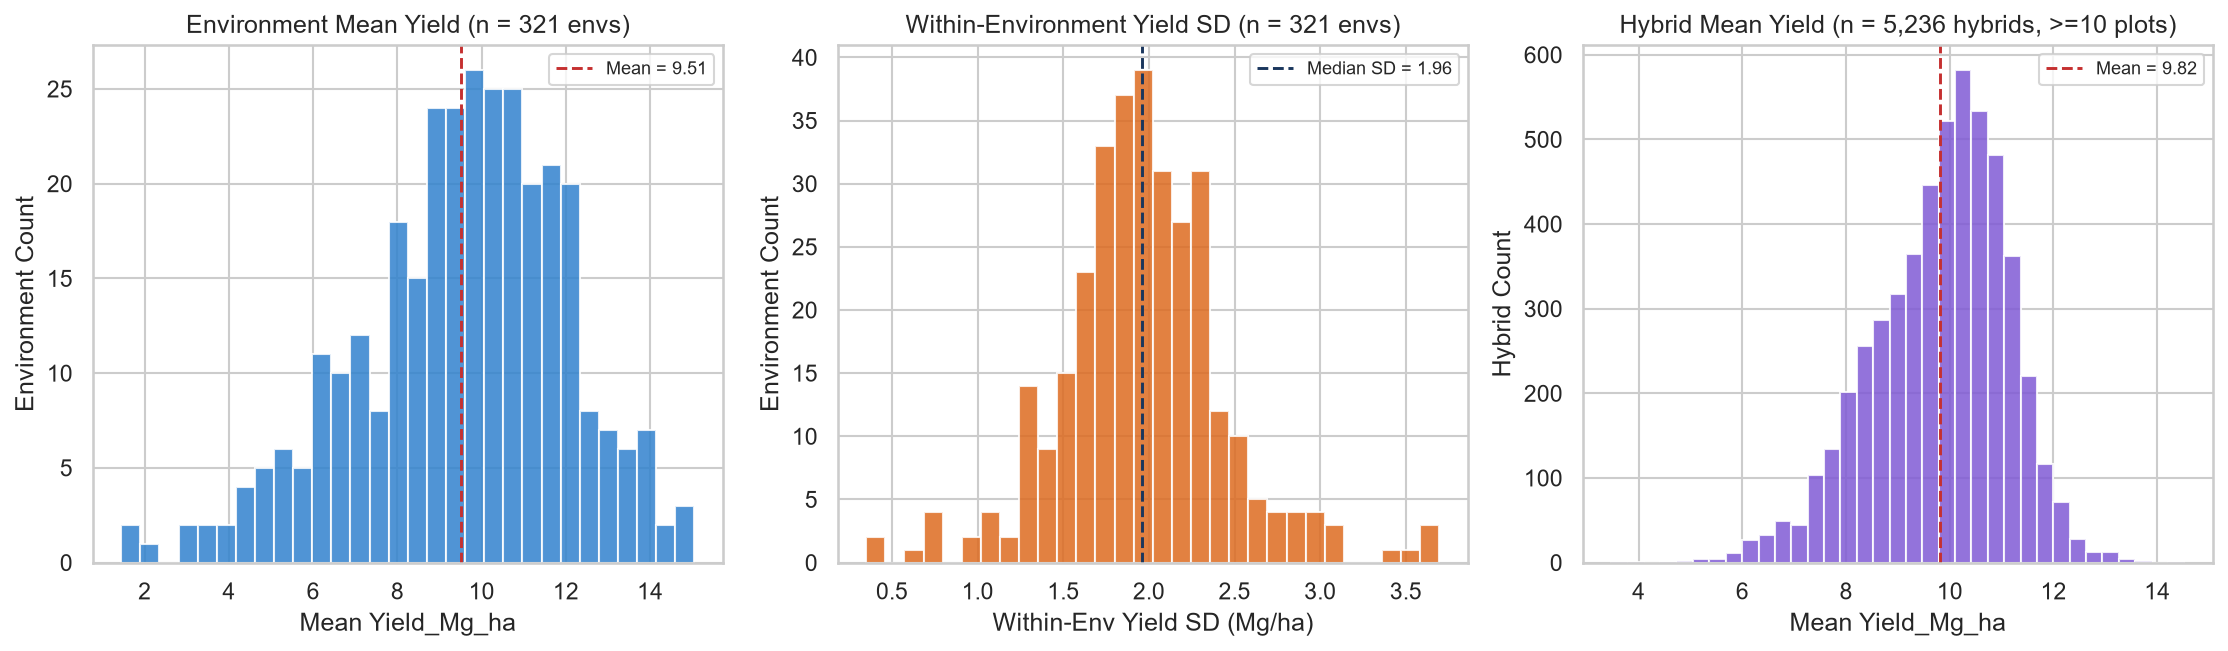 Environment Mean Yield (n = 321 envs)
Mean = 9.51
Environment Count
25
20
15
10
5
0
2 4 6 8 10 12 14
Mean Yield_Mg_ha
Within-Environment Yield SD (n = 321 envs)
Median SD = 1.96
Environment Count
40
35
30
25
20
15
10
5
0
0.5 1.0 1.5 2.0 2.5 3.0 3.5
Within-Env Yield SD (Mg/ha)
Hybrid Mean Yield (n = 5,236 hybrids, >=10 plots)
Mean = 9.82
Hybrid Count
600
500
400
300
200
100
0
4 6 8 10 12 14
Mean Yield_Mg_ha